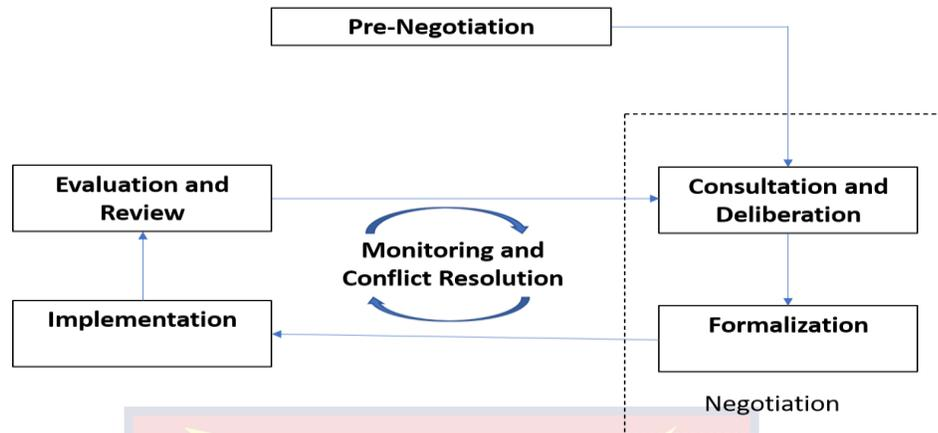 Pre-Negotiation
Evaluation and
Review
Consultation and
Deliberation
Monitoring and
Conflict Resolution
Implementation
Formalization
Negotiation